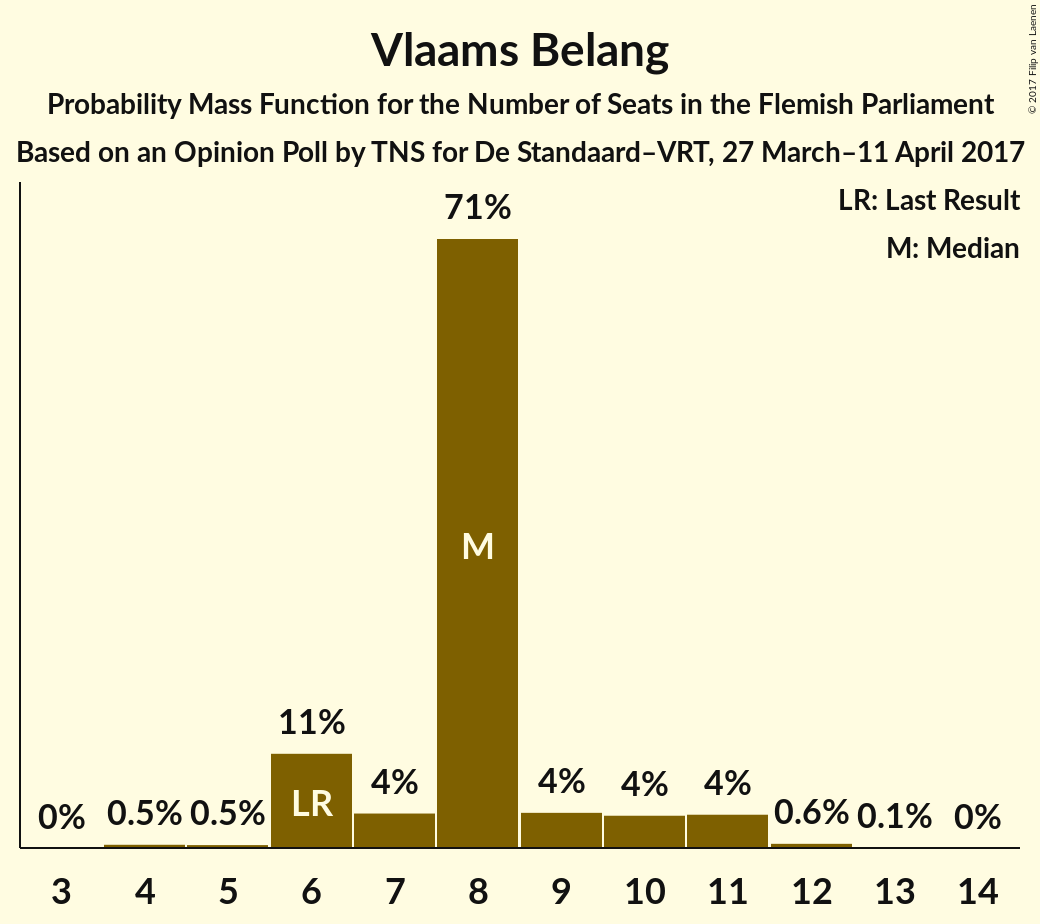 Vlaams Belang
Probability Mass Function for the Number of Seats in the Flemish Parliament
Based on an Opinion Poll by TNS for De Standaard–VRT, 27 March–11 April 2017
LR: Last Result
M: Median
0% 0.5% 0.5% 11% 4% 71% 4% 4% 4% 0.6% 0.1% 0%
LR
M
3 4 5 6 7 8 9 10 11 12 13 14
© 2017 Filip van Laenen